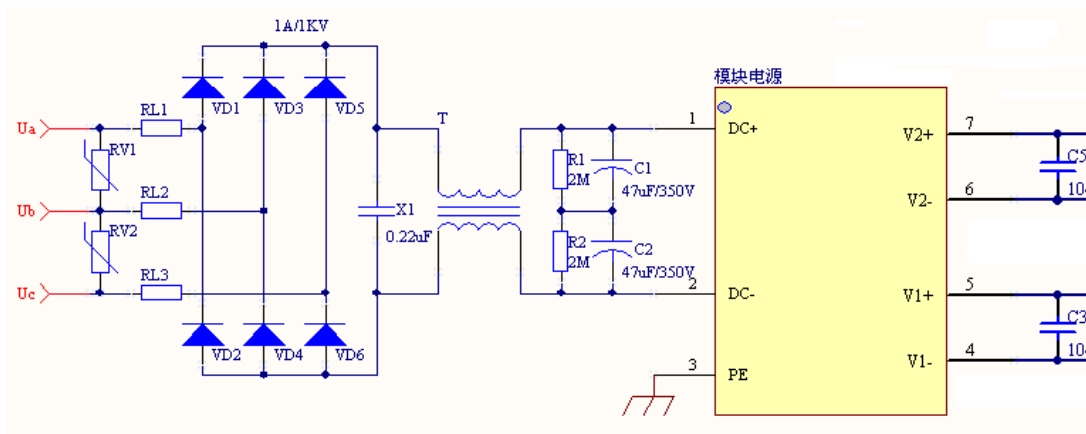 1A/1KV
模块电源
VD1
VD3
VD5
RL1
T
1
DC+
V2+
7
Ua
RV1
R1
2M
C1
47uF/350V
C5
RL2
V2-
6
10
Ub
X1
0.22uF
RV2
R2
2M
C2
47uF/350V
RL3
Uc
2
DC-
V1+
5
C3
VD2
VD4
VD6
V1-
4
10
3
PE